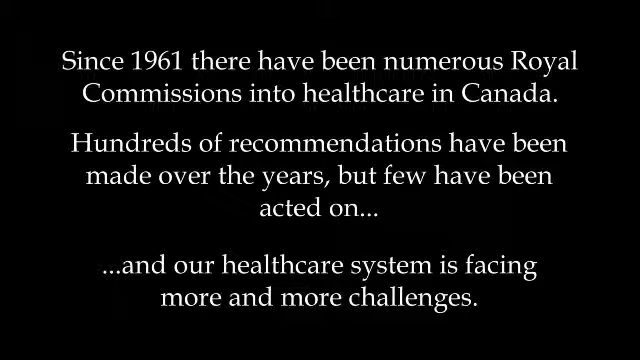 Since 1961 there have been numerous Royal
Commissions into healthcare in Canada.
Hundreds of recommendations have been
made over the years, but few have been
acted on...
...and our healthcare system is facing
more and more challenges.